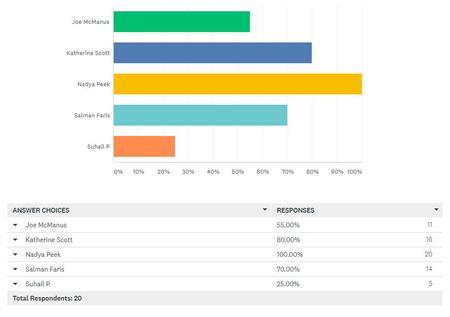 Joe McManus
Katherine Scott
Nadya Peek
Salman Faris
Suhail P
0% 10% 20% 30% 40% 50% 60% 70% 80% 90% 100%
ANSWER CHOICES RESPONSES
Joe McManus 55.00% 11
Katherine Scott 80.00% 16
Nadya Peek 100.00% 20
Salman Faris 70.00% 14
Suhail P. 25.00% 5
Total Respondents: 20